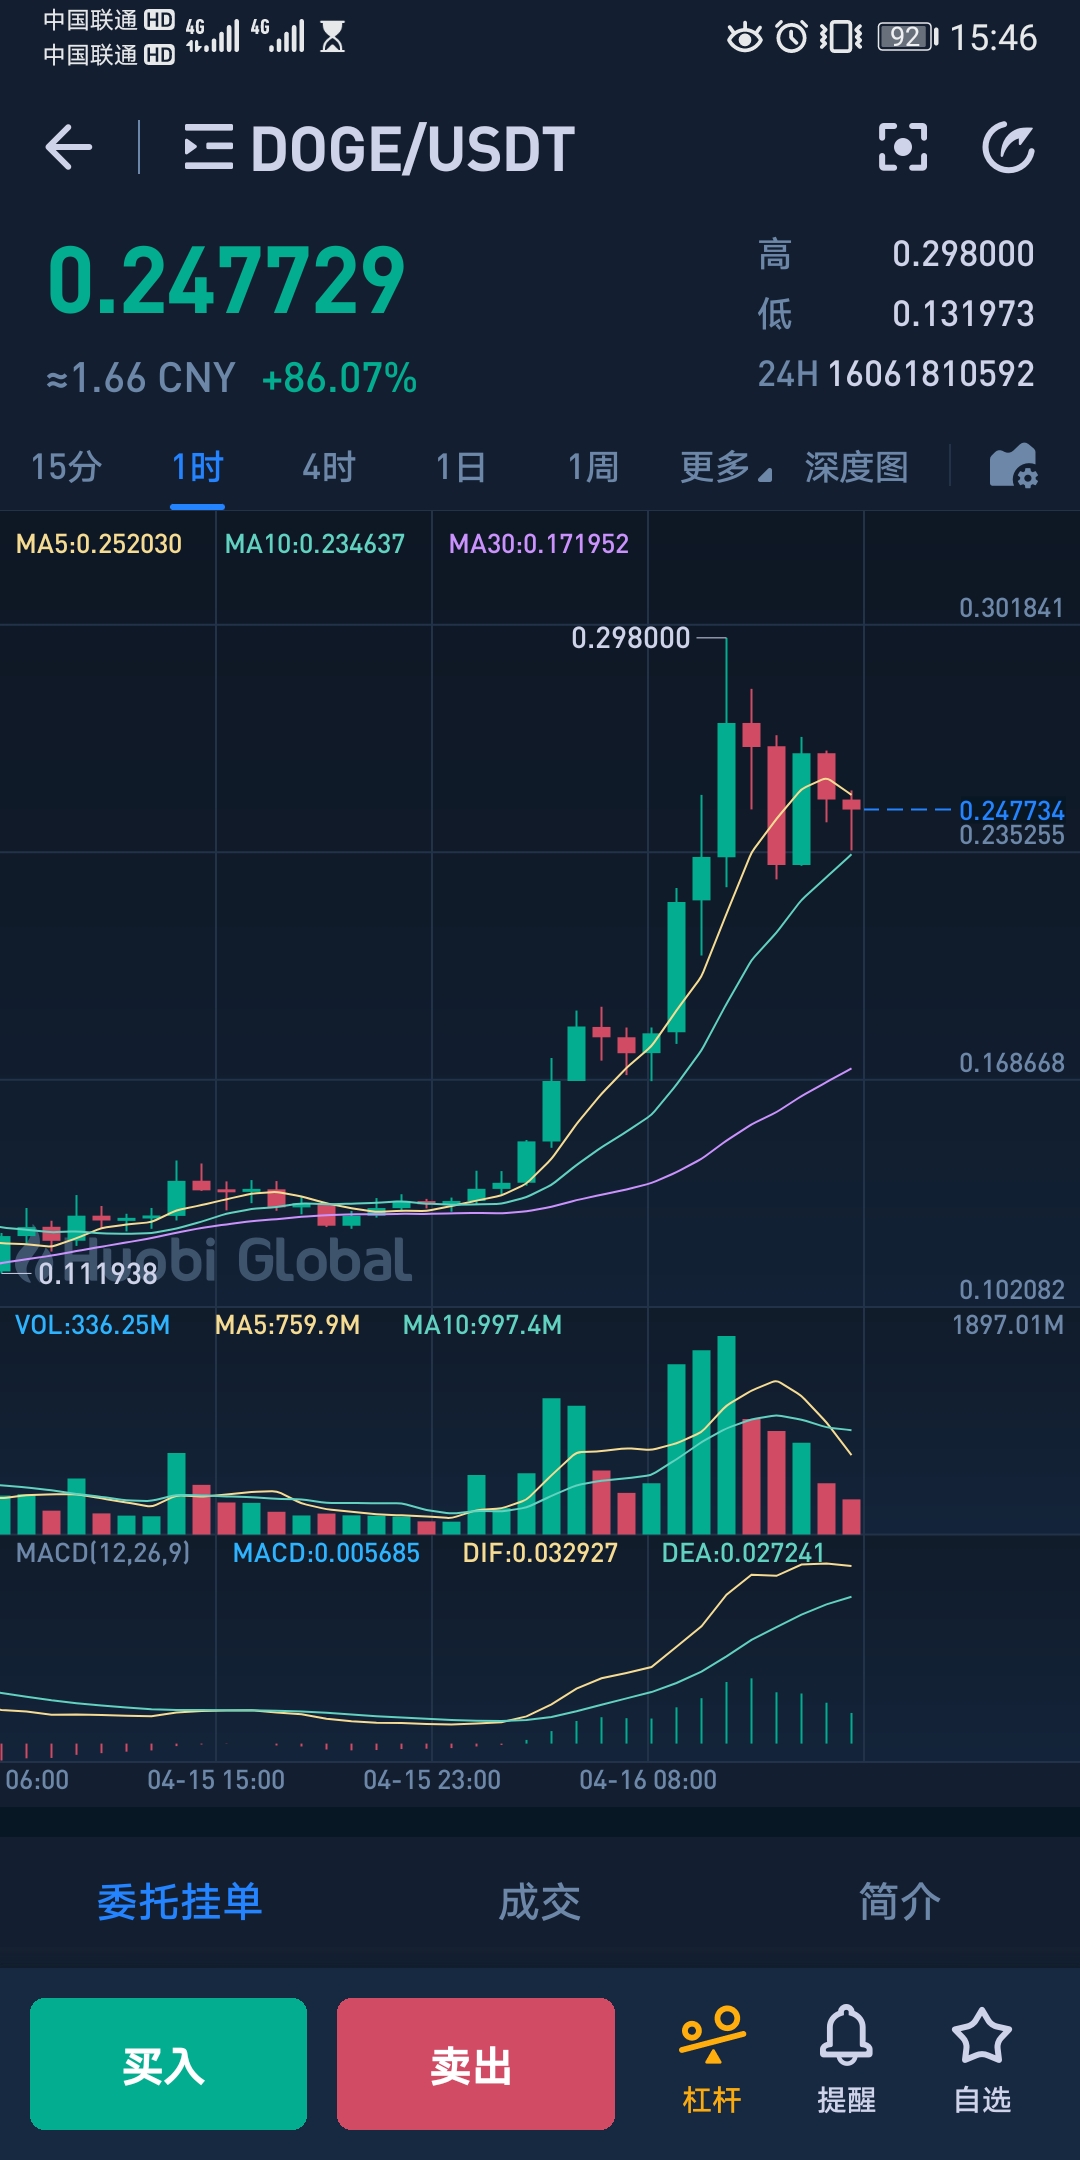 中国联通 HD 4G 4G 92 15:46
中国联通 HD
DOGE/USDT
0.247729
高 0.298000
低 0.131973
≈1.66 CNY +86.07%
24H 16061810592
15分 1时 4时 1日 1周 更多 深度图
MA5:0.252030 MA10:0.234637 MA30:0.171952
0.301841
0.298000
0.247734
0.235255
0.168668
Huobi Global
0.111938
0.102082
VOL:336.25M MA5:759.9M MA10:997.4M 1897.01M
MACD(12,26,9) MACD:0.005685 DIF:0.032927 DEA:0.027241
06:00 04-15 15:00 04-15 23:00 04-16 08:00
委托挂单 成交 简介
买入 卖出 杠杆 提醒 自选